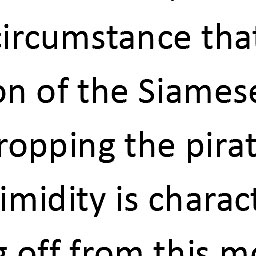 circumstance that
on of the Siamese
ropping the pirat
imidity is charact
g off from this me